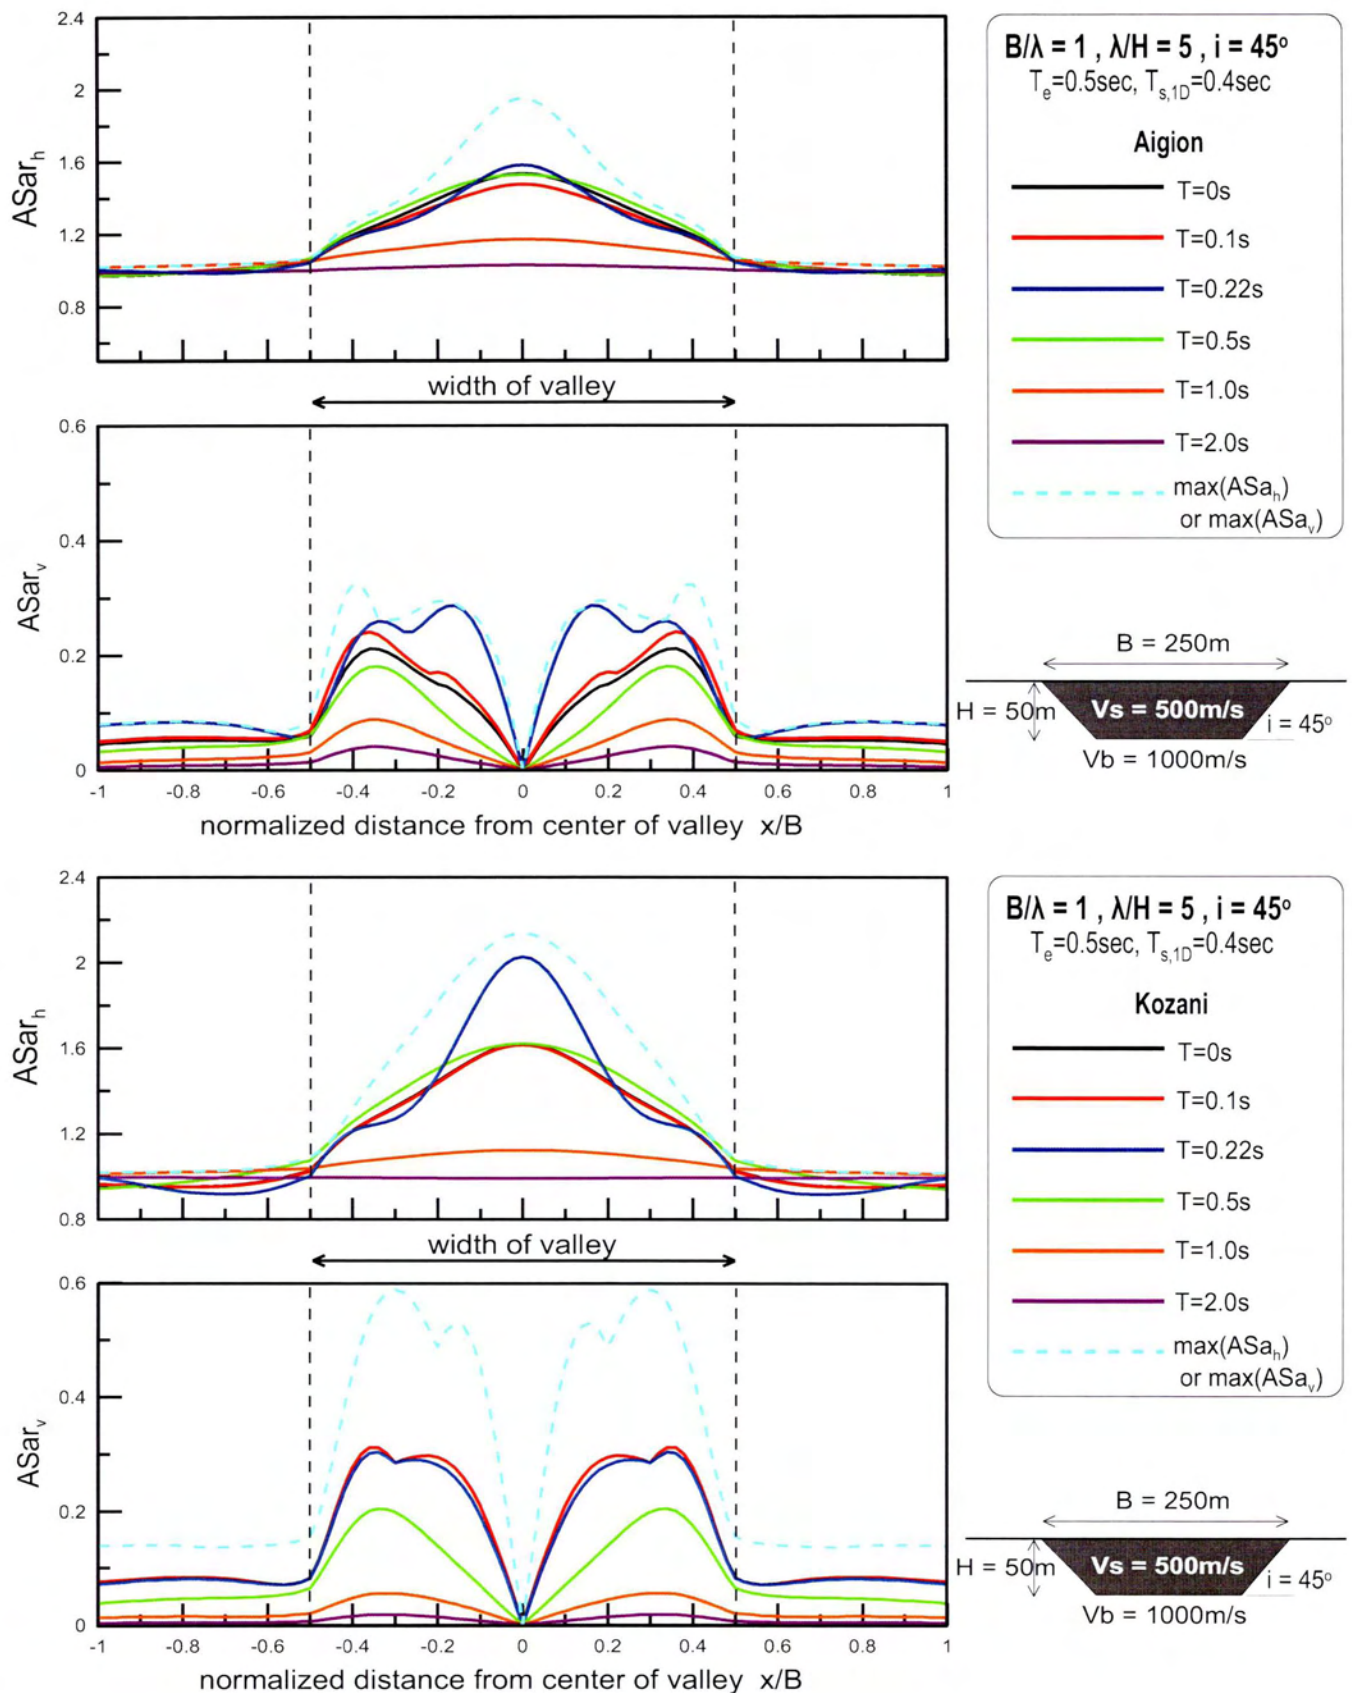 2.4
2
1.6
1.2
0.8
ASar_h
B/λ = 1 , λ/H = 5 , i = 45º
T_e=0.5sec, T_s,1D=0.4sec
Aigion
T=0s
T=0.1s
T=0.22s
T=0.5s
T=1.0s
T=2.0s
max(ASa_h)
or max(ASa_v)
width of valley
0.6
0.4
0.2
0
ASar_v
-1 -0.8 -0.6 -0.4 -0.2 0 0.2 0.4 0.6 0.8 1
normalized distance from center of valley x/B
B = 250m
H = 50m
Vs = 500m/s
i = 45º
Vb = 1000m/s
2.4
2
1.6
1.2
0.8
ASar_h
B/λ = 1 , λ/H = 5 , i = 45º
T_e=0.5sec, T_s,1D=0.4sec
Kozani
T=0s
T=0.1s
T=0.22s
T=0.5s
T=1.0s
T=2.0s
max(ASa_h)
or max(ASa_v)
width of valley
0.6
0.4
0.2
0
ASar_v
-1 -0.8 -0.6 -0.4 -0.2 0 0.2 0.4 0.6 0.8 1
normalized distance from center of valley x/B
B = 250m
H = 50m
Vs = 500m/s
i = 45º
Vb = 1000m/s